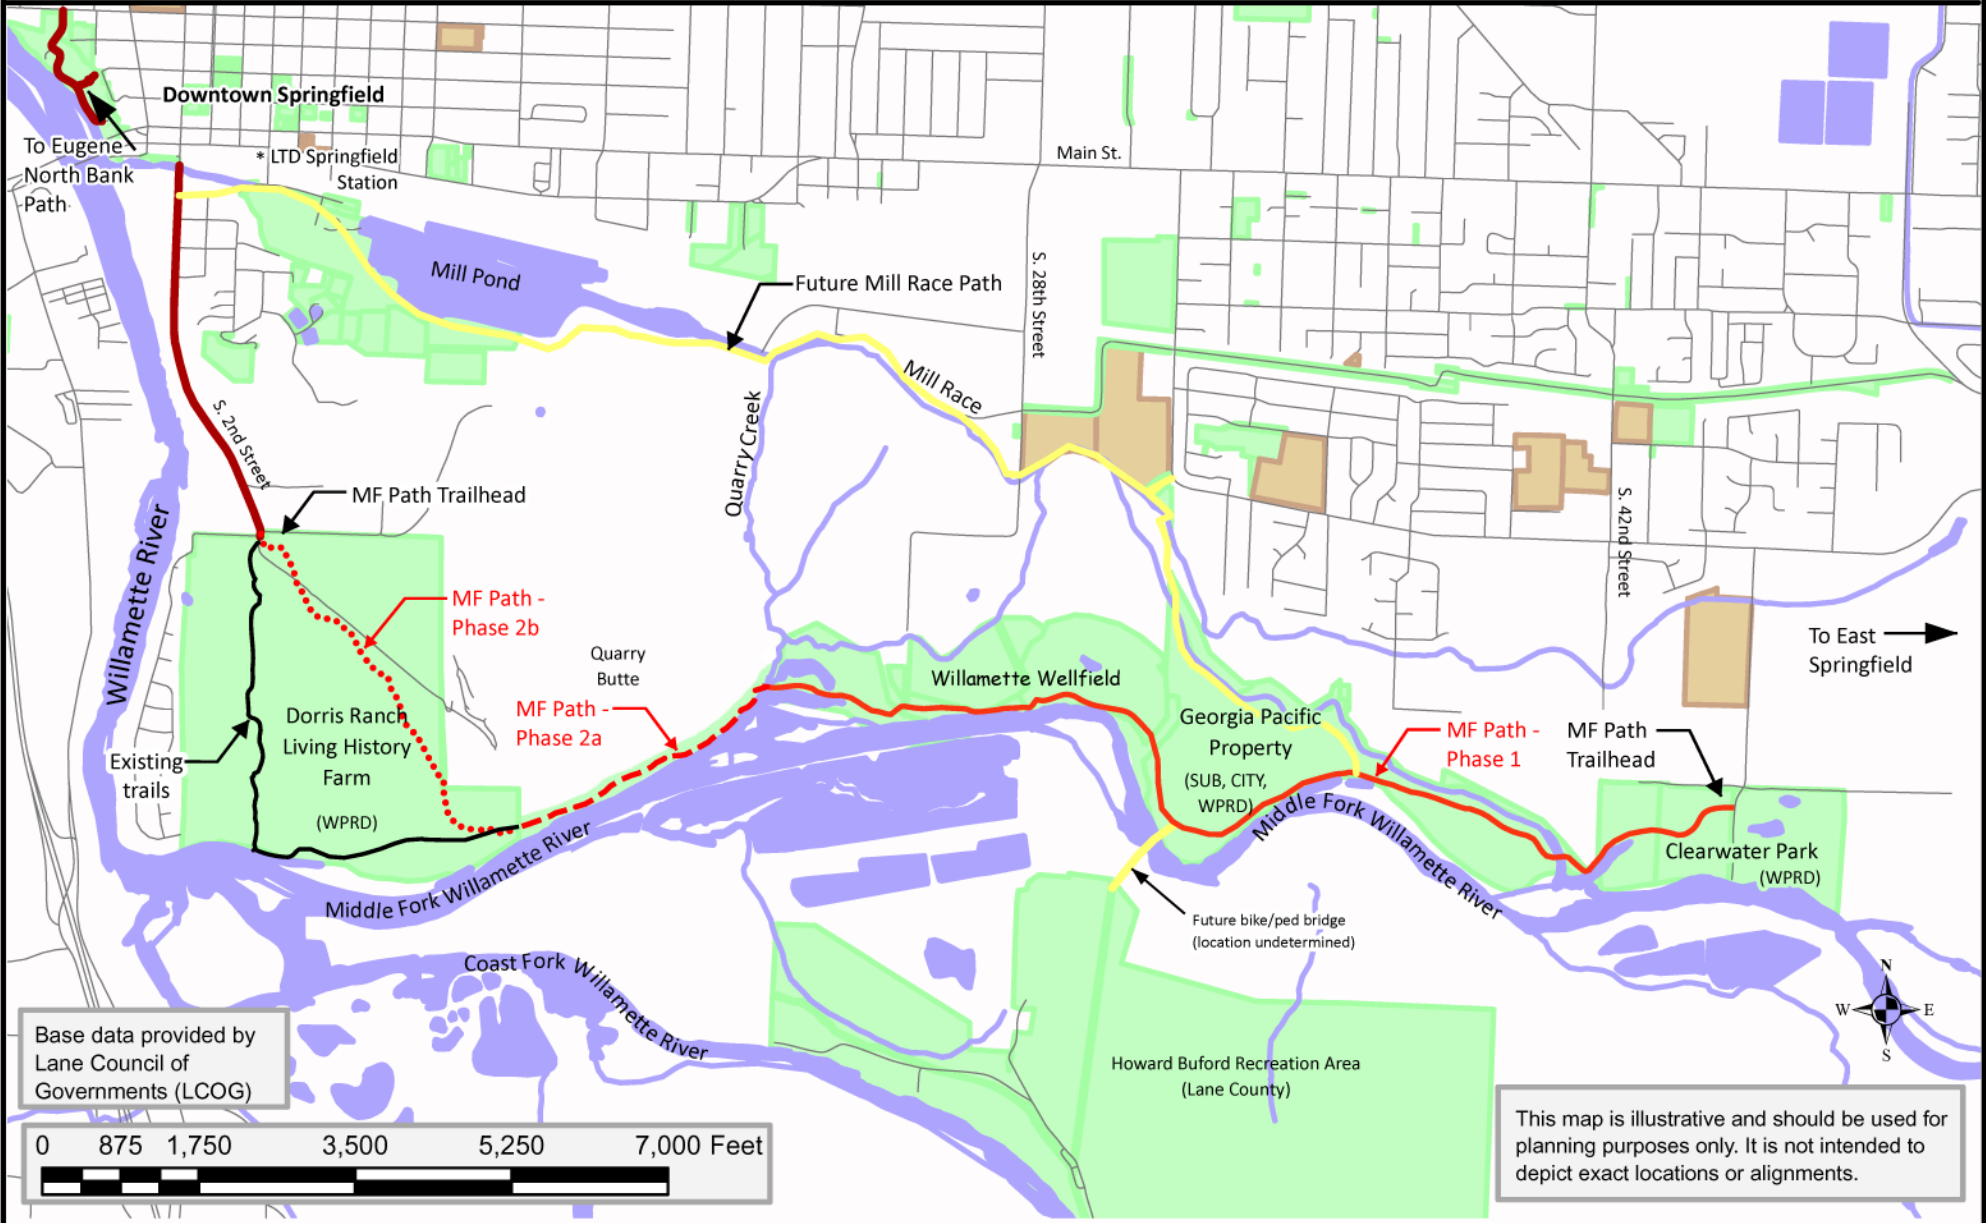 Downtown Springfield
To Eugene
North Bank
Path
* LTD Springfield
Station
Main St.
Mill Pond
Future Mill Race Path
S. 28th Street
Mill Race
Quarry Creek
S. 2nd Street
MF Path Trailhead
Willamette River
S. 42nd Street
MF Path -
Phase 2b
Quarry
Butte
To East
Springfield
Willamette Wellfield
MF Path -
Phase 2a
Dorris Ranch
Living History
Farm
(WPRD)
Existing
trails
Georgia Pacific
Property
(SUB, CITY,
WPRD)
MF Path -
Phase 1
MF Path
Trailhead
Middle Fork Willamette River
Clearwater Park
(WPRD)
Middle Fork Willamette River
Future bike/ped bridge
(location undetermined)
Coast Fork Willamette River
N
W
E
S
Howard Buford Recreation Area
(Lane County)
Base data provided by
Lane Council of
Governments (LCOG)
0 875 1,750 3,500 5,250 7,000 Feet
This map is illustrative and should be used for
planning purposes only. It is not intended to
depict exact locations or alignments.